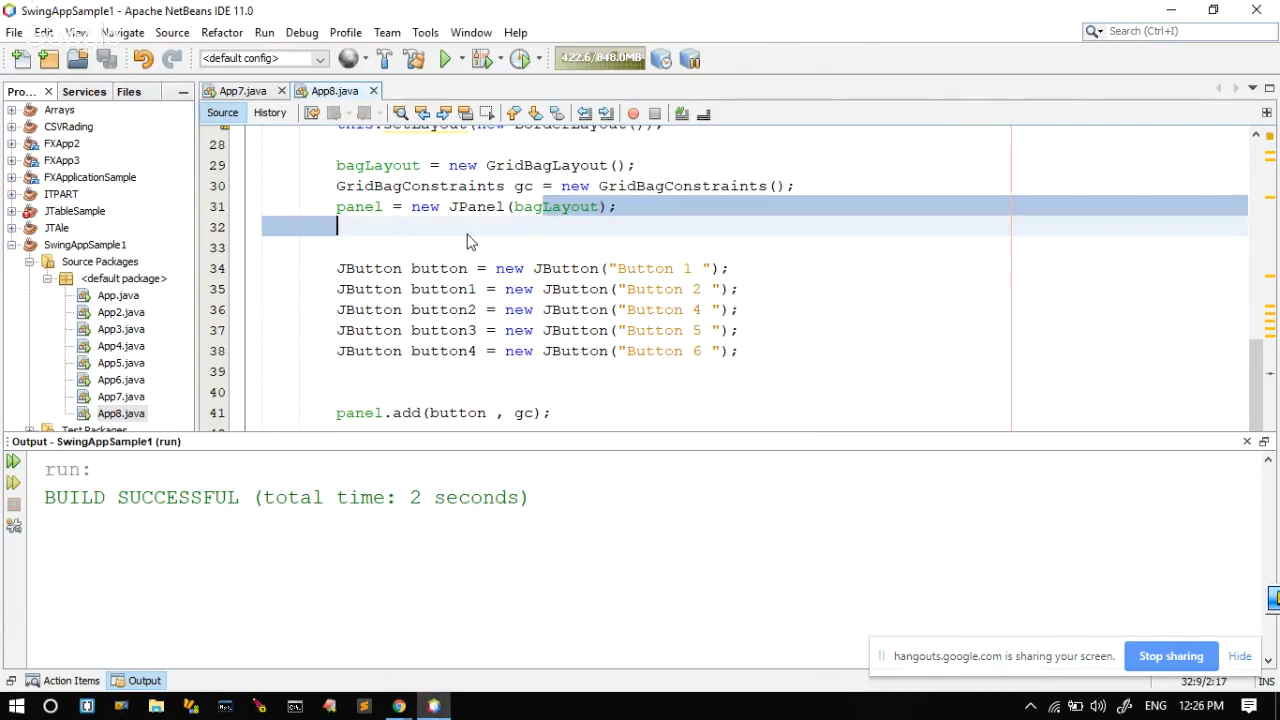 SwingAppSample1 - Apache NetBeans IDE 11.0
File Edit View Navigate Source Refactor Run Debug Profile Team Tools Window Help
Search (Ctrl+I)
<default config>
422.6/848.0MB
Pro... Services Files
App7.java App8.java
Source History
Arrays
CSVRading
FXApp2
FXApp3
FXApplicationSample
ITPART
JTableSample
JTAle
SwingAppSample1
Source Packages
<default package>
App.java
App2.java
App3.java
App4.java
App5.java
App6.java
App7.java
App8.java
Test Packages
this.setLayout(new BorderLayout());
28
29 bagLayout = new GridBagLayout();
30 GridBagConstraints gc = new GridBagConstraints();
31 panel = new JPanel(bagLayout);
32
33
34 JButton button = new JButton("Button 1 ");
35 JButton button1 = new JButton("Button 2 ");
36 JButton button2 = new JButton("Button 4 ");
37 JButton button3 = new JButton("Button 5 ");
38 JButton button4 = new JButton("Button 6 ");
39
40
41 panel.add(button , gc);
Output - SwingAppSample1 (run)
run:
BUILD SUCCESSFUL (total time: 2 seconds)
hangouts.google.com is sharing your screen. Stop sharing Hide
Action Items Output
32:9/2:17 INS
ENG 12:26 PM